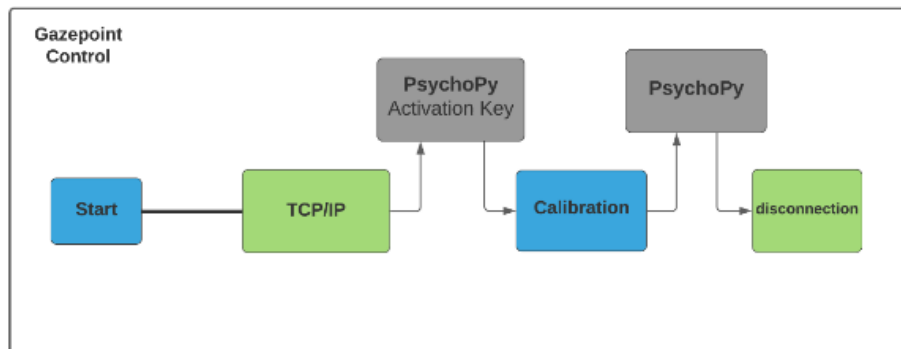 Gazepoint
Control
PsychoPy
Activation Key
PsychoPy
Start
TCP/IP
Calibration
disconnection